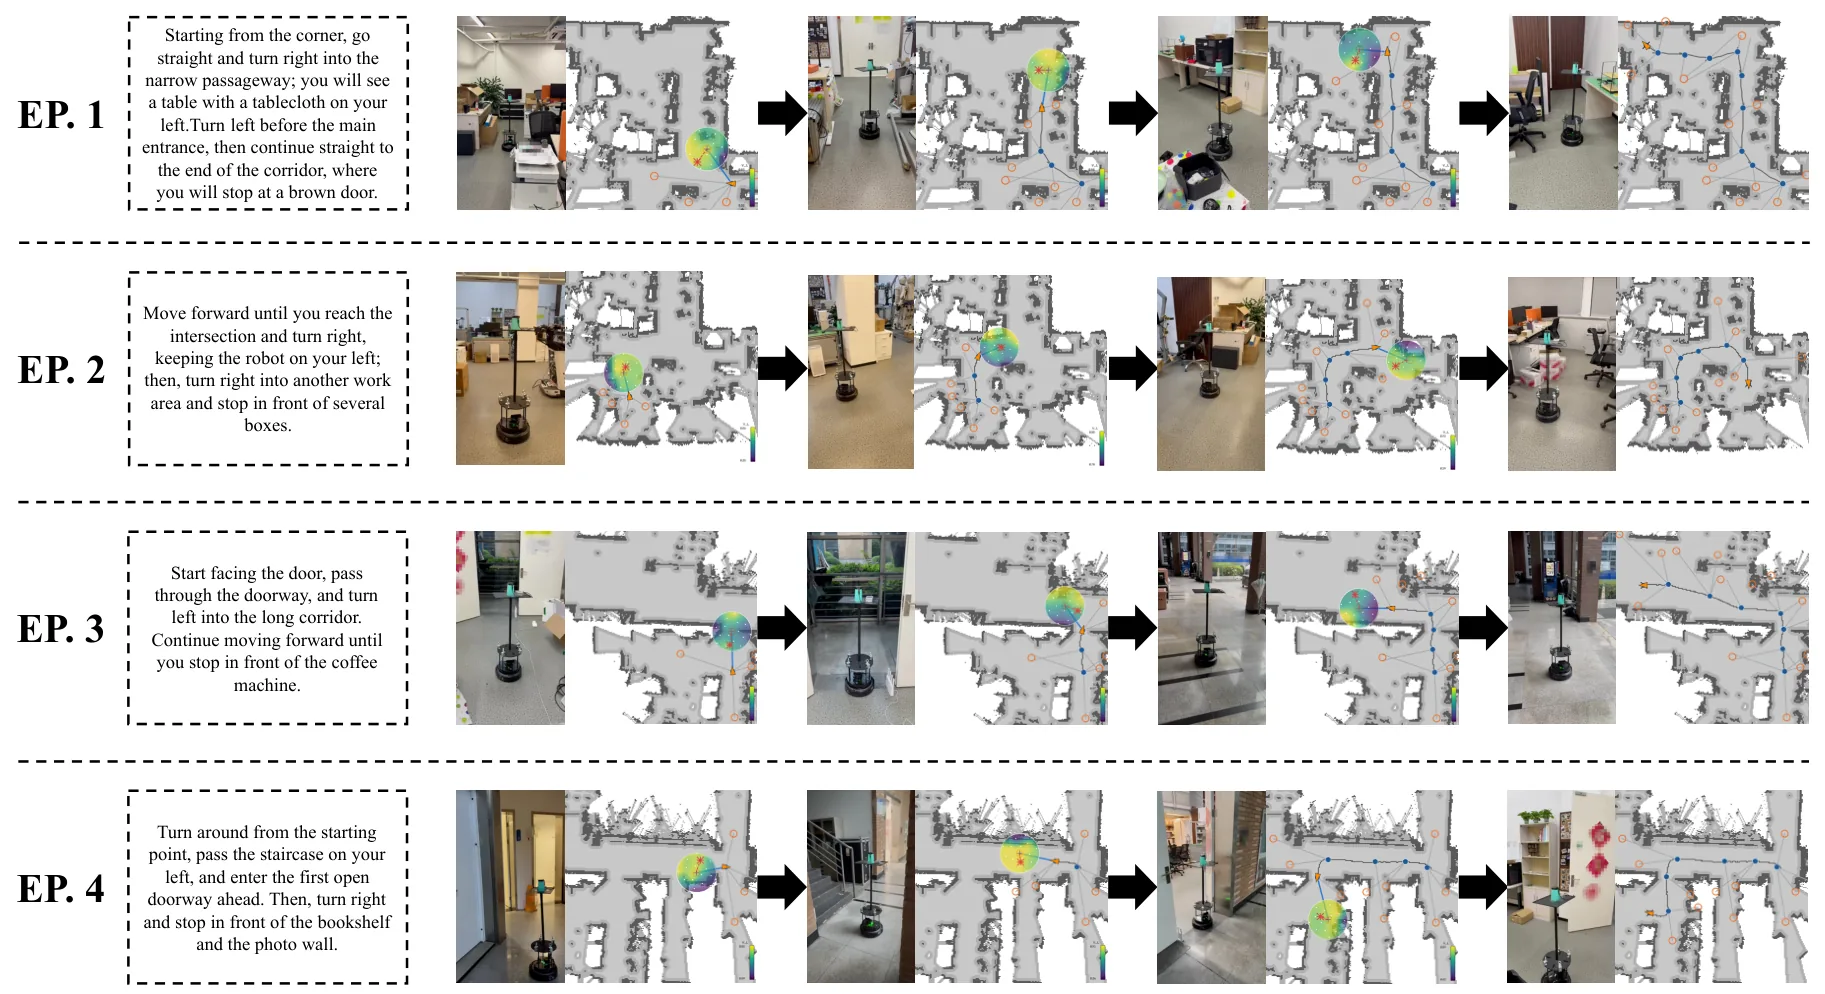 EP. 1
Starting from the corner, go
straight and turn right into the
narrow passageway; you will see
a table with a tablecloth on your
left.Turn left before the main
entrance, then continue straight to
the end of the corridor, where
you will stop at a brown door.
EP. 2
Move forward until you reach the
intersection and turn right,
keeping the robot on your left;
then, turn right into another work
area and stop in front of several
boxes.
EP. 3
Start facing the door, pass
through the doorway, and turn
left into the long corridor.
Continue moving forward until
you stop in front of the coffee
machine.
EP. 4
Turn around from the starting
point, pass the staircase on your
left, and enter the first open
doorway ahead. Then, turn right
and stop in front of the bookshelf
and the photo wall.